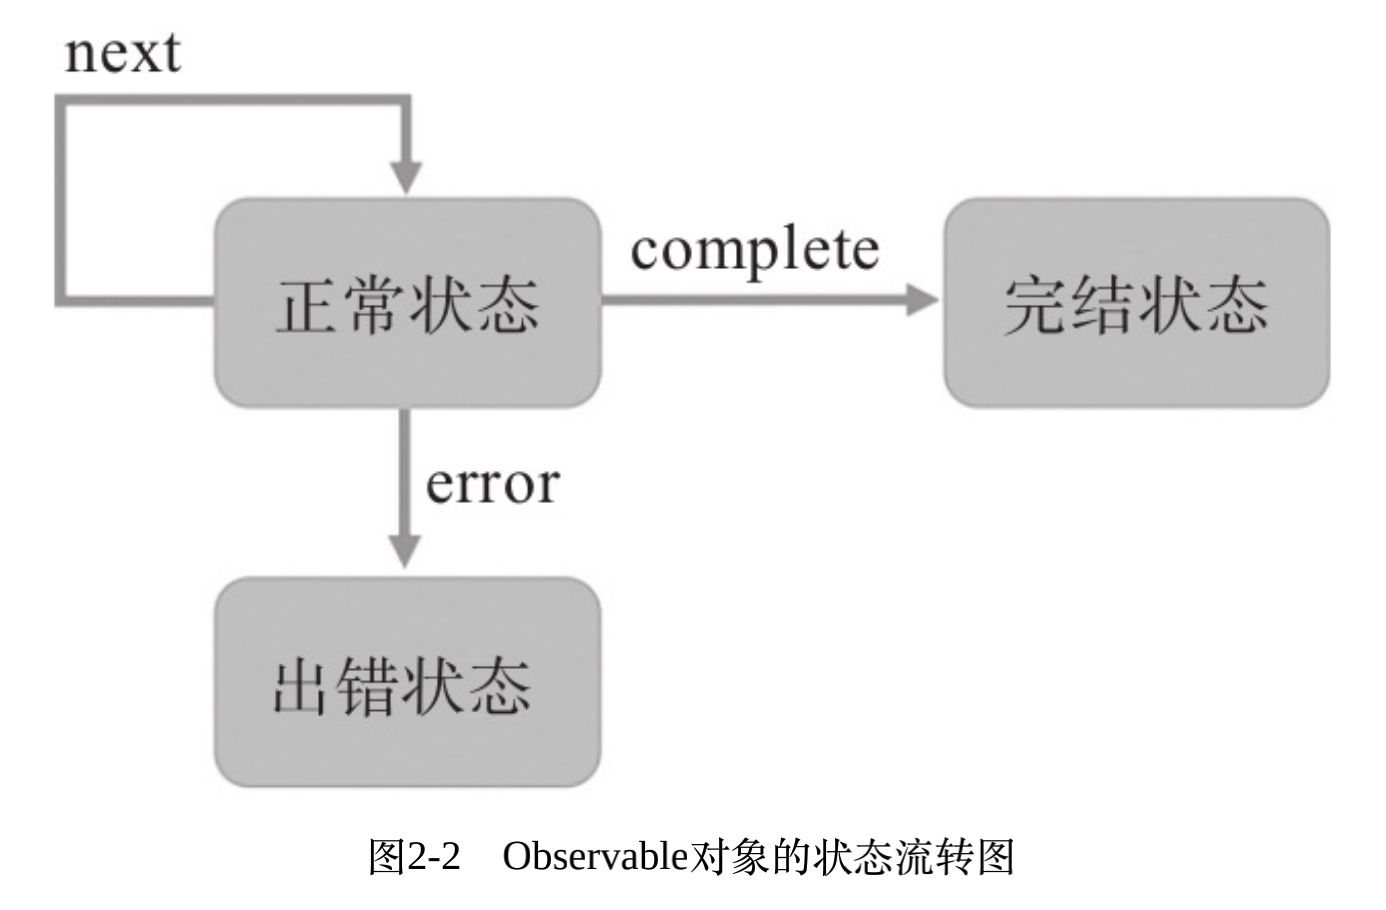 next
正常状态
complete
完结状态
error
出错状态
图2-2 Observable对象的状态流转图